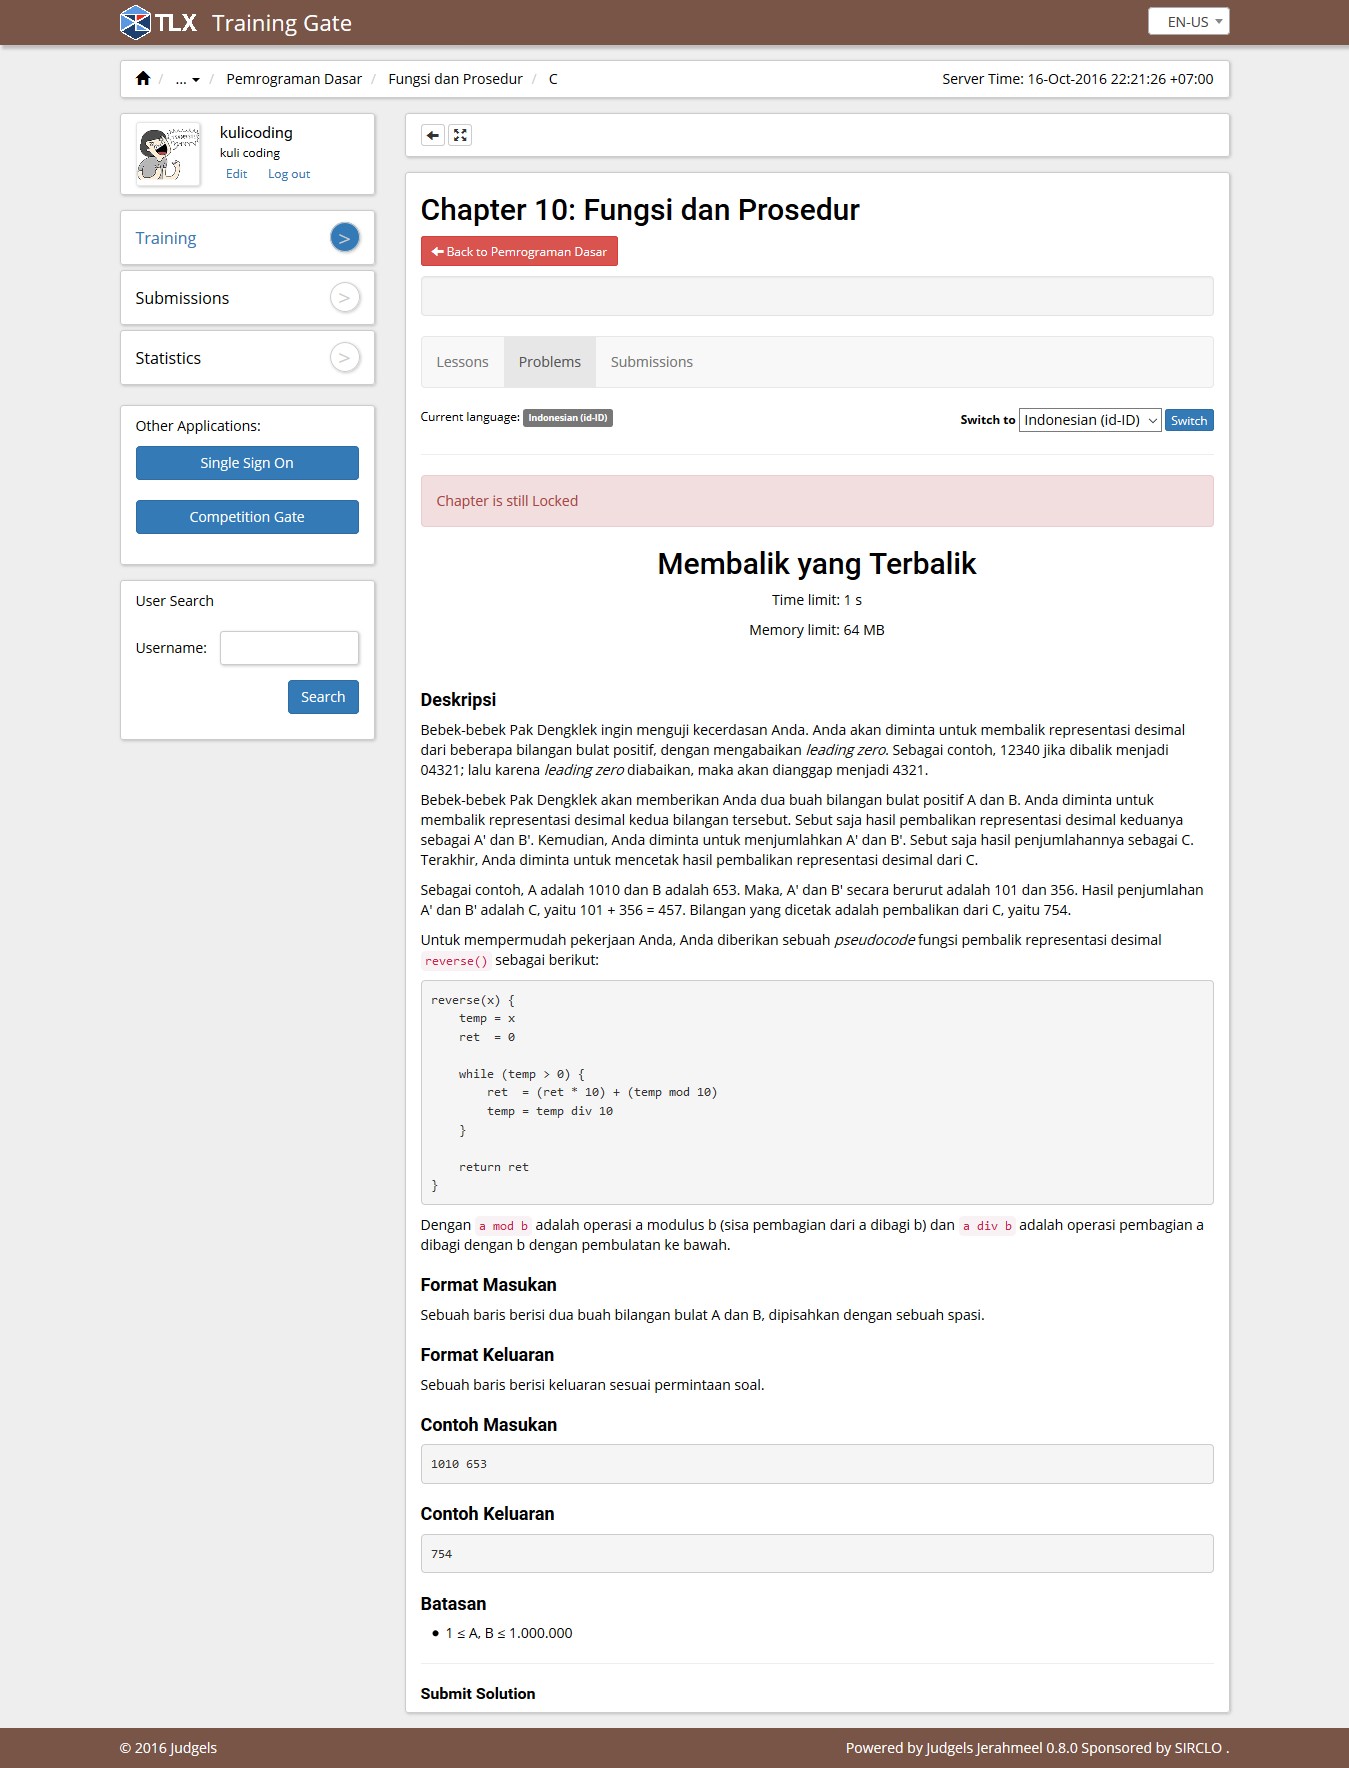 TLX Training Gate
EN-US
... Pemrograman Dasar / Fungsi dan Prosedur / C
Server Time: 16-Oct-2016 22:21:26 +07:00
kulicoding
kuli coding
Edit Log out
Training >
Submissions >
Statistics >
Other Applications:
Single Sign On
Competition Gate
User Search
Username:
Search
Chapter 10: Fungsi dan Prosedur
Back to Pemrograman Dasar
Lessons Problems Submissions
Current language: Indonesian (id-ID)
Switch to Indonesian (id-ID) Switch
Chapter is still Locked
Membalik yang Terbalik
Time limit: 1 s
Memory limit: 64 MB
Deskripsi
Bebek-bebek Pak Dengklek ingin menguji kecerdasan Anda. Anda akan diminta untuk membalik representasi desimal
dari beberapa bilangan bulat positif, dengan mengabaikan leading zero. Sebagai contoh, 12340 jika dibalik menjadi
04321; lalu karena leading zero diabaikan, maka akan dianggap menjadi 4321.
Bebek-bebek Pak Dengklek akan memberikan Anda dua buah bilangan bulat positif A dan B. Anda diminta untuk
membalik representasi desimal kedua bilangan tersebut. Sebut saja hasil pembalikan representasi desimal keduanya
sebagai A' dan B'. Kemudian, Anda diminta untuk menjumlahkan A' dan B'. Sebut saja hasil penjumlahannya sebagai C.
Terakhir, Anda diminta untuk mencetak hasil pembalikan representasi desimal dari C.
Sebagai contoh, A adalah 1010 dan B adalah 653. Maka, A' dan B' secara berurut adalah 101 dan 356. Hasil penjumlahan
A' dan B' adalah C, yaitu 101 + 356 = 457. Bilangan yang dicetak adalah pembalikan dari C, yaitu 754.
Untuk mempermudah pekerjaan Anda, Anda diberikan sebuah pseudocode fungsi pembalik representasi desimal
reverse() sebagai berikut:
reverse(x) {
temp = x
ret = 0
while (temp > 0) {
ret = (ret * 10) + (temp mod 10)
temp = temp div 10
}
return ret
}
Dengan a mod b adalah operasi a modulus b (sisa pembagian dari a dibagi b) dan a div b adalah operasi pembagian a
dibagi dengan b dengan pembulatan ke bawah.
Format Masukan
Sebuah baris berisi dua buah bilangan bulat A dan B, dipisahkan dengan sebuah spasi.
Format Keluaran
Sebuah baris berisi keluaran sesuai permintaan soal.
Contoh Masukan
1010 653
Contoh Keluaran
754
Batasan
• 1 ≤ A, B ≤ 1.000.000
Submit Solution
© 2016 Judgels
Powered by Judgels Jerahmeel 0.8.0 Sponsored by SIRCLO .